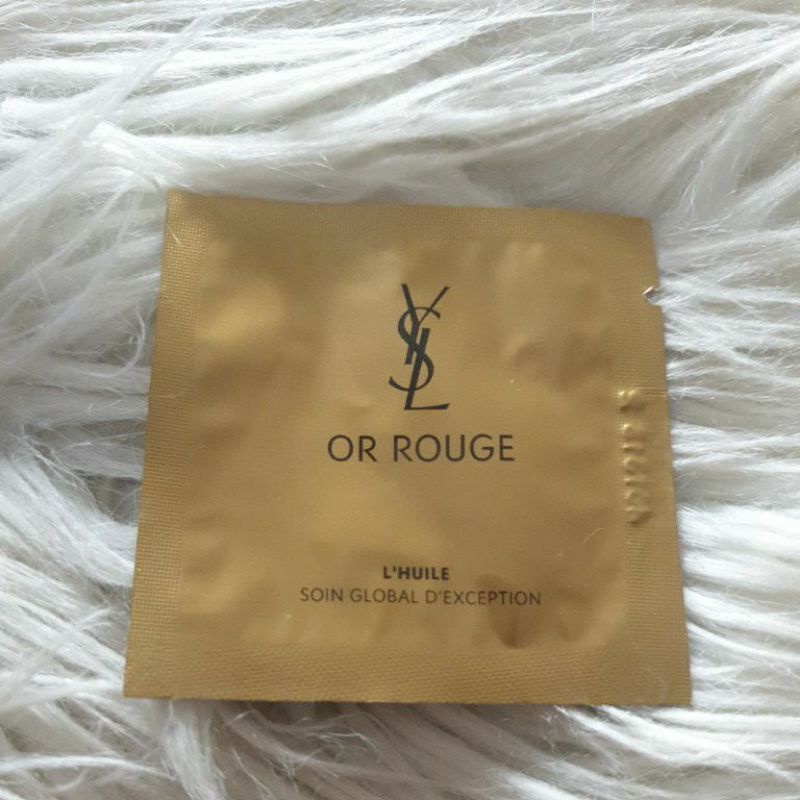 YSL
OR ROUGE
L'HUILE
SOIN GLOBAL D'EXCEPTION